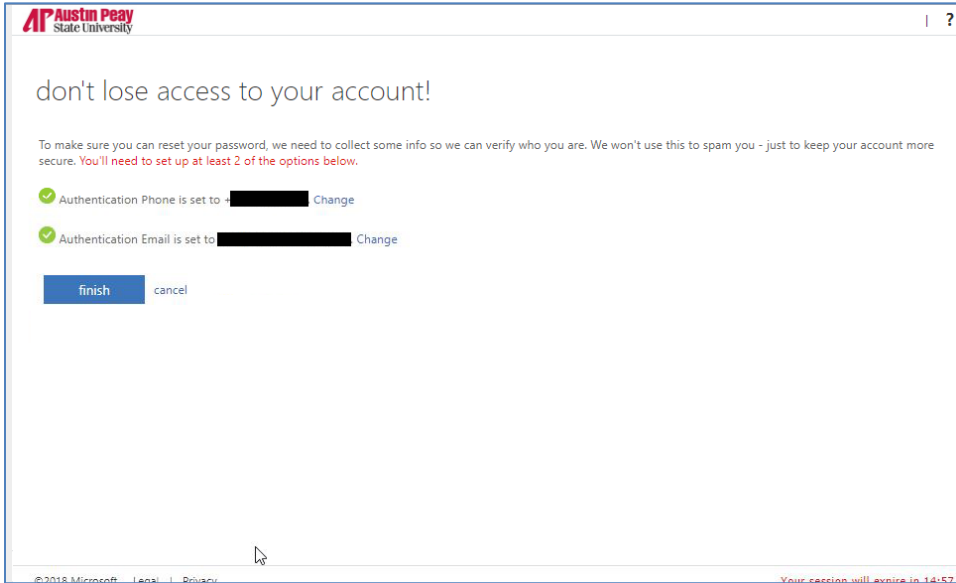 AP Austin Peay
State University
| ?
don't lose access to your account!
To make sure you can reset your password, we need to collect some info so we can verify who you are. We won't use this to spam you - just to keep your account more
secure. You'll need to set up at least 2 of the options below.
Authentication Phone is set to + . Change
Authentication Email is set to . Change
finish cancel
©2018 Microsoft Legal | Privacy Your session will expire in 14:57